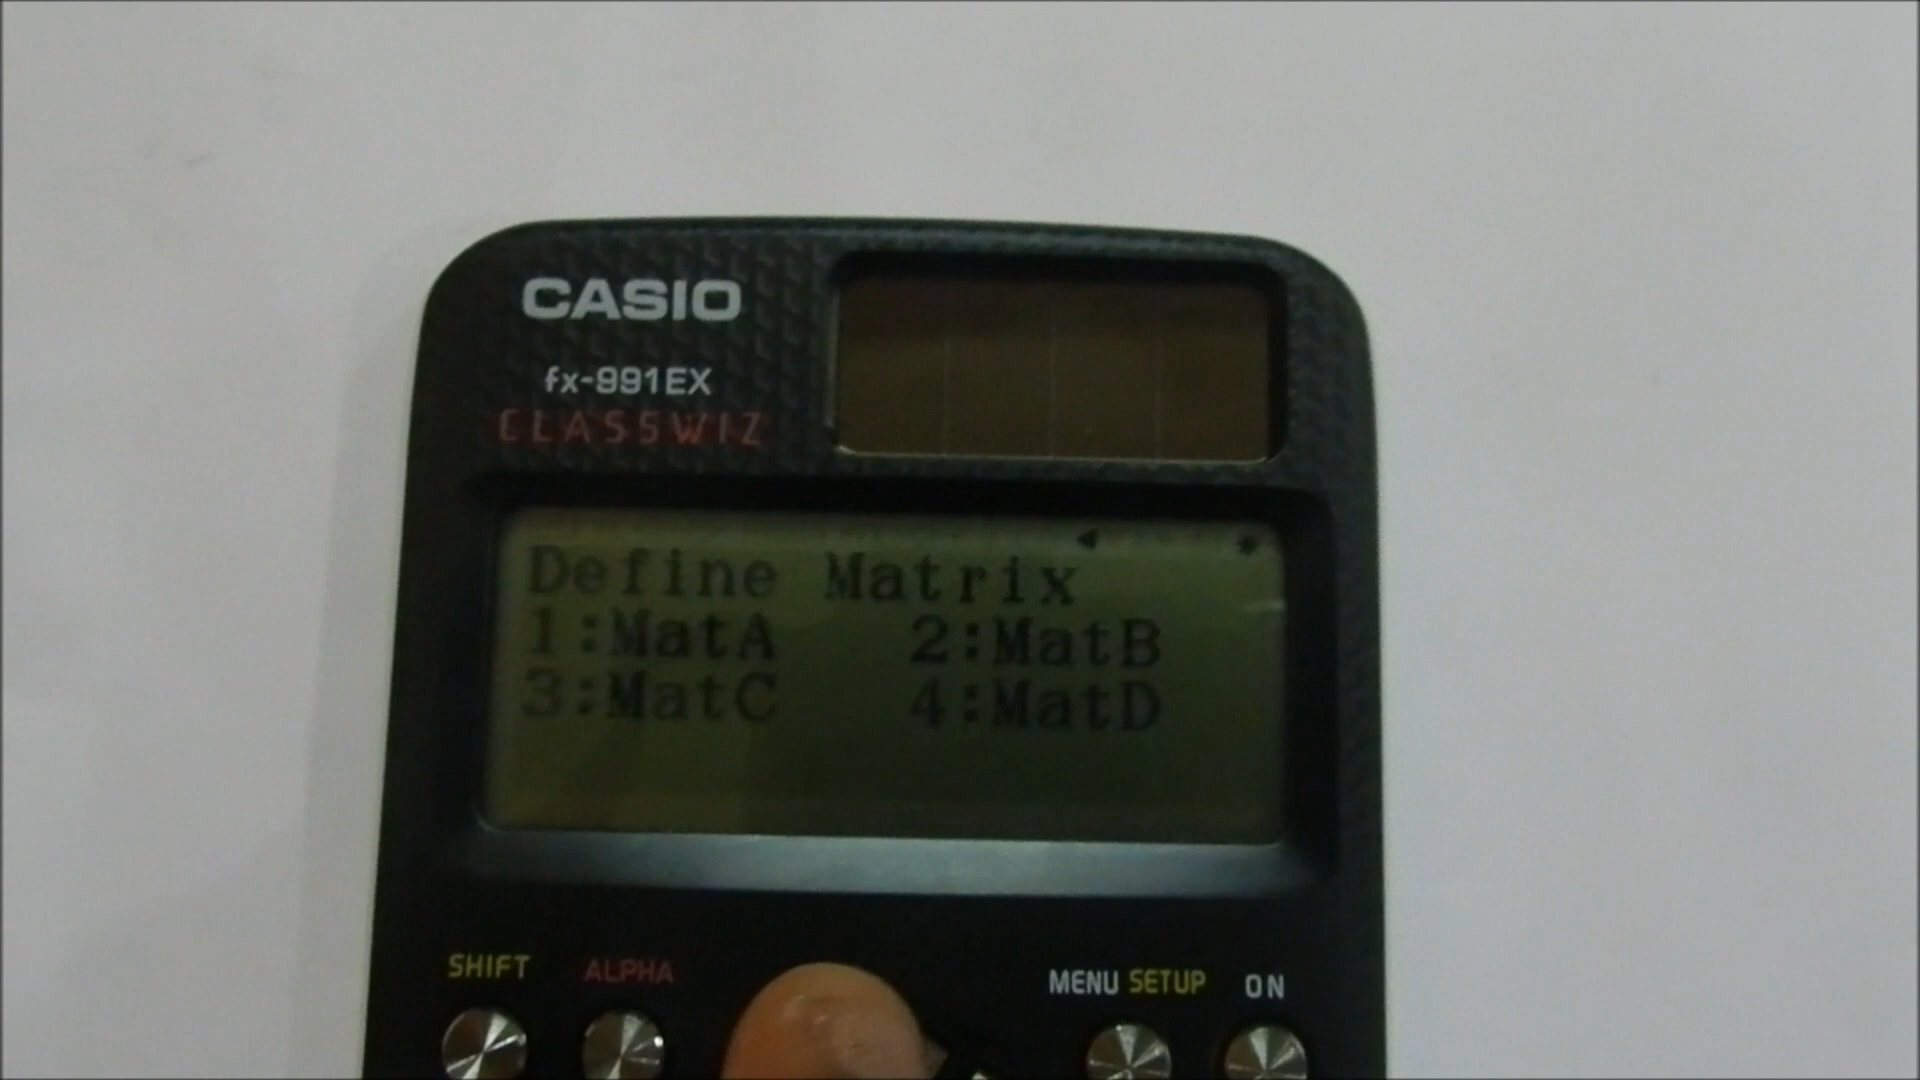 CASIO
fx-991EX
CLASSWIZ
Define Matrix
1:MatA 2:MatB
3:MatC 4:MatD
SHIFT ALPHA MENU SETUP ON